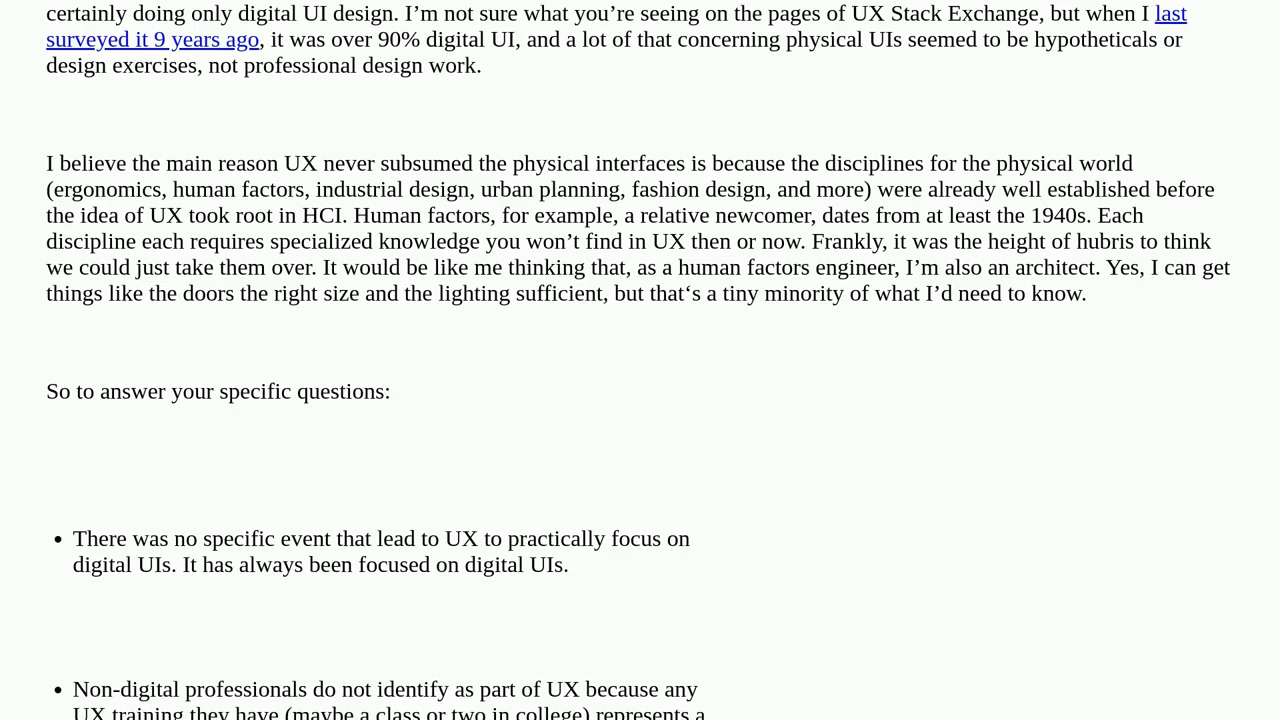 certainly doing only digital UI design. I’m not sure what you’re seeing on the pages of UX Stack Exchange, but when I last
surveyed it 9 years ago, it was over 90% digital UI, and a lot of that concerning physical UIs seemed to be hypotheticals or
design exercises, not professional design work.
I believe the main reason UX never subsumed the physical interfaces is because the disciplines for the physical world
(ergonomics, human factors, industrial design, urban planning, fashion design, and more) were already well established before
the idea of UX took root in HCI. Human factors, for example, a relative newcomer, dates from at least the 1940s. Each
discipline each requires specialized knowledge you won’t find in UX then or now. Frankly, it was the height of hubris to think
we could just take them over. It would be like me thinking that, as a human factors engineer, I’m also an architect. Yes, I can get
things like the doors the right size and the lighting sufficient, but that‘s a tiny minority of what I’d need to know.
So to answer your specific questions:
• There was no specific event that lead to UX to practically focus on
digital UIs. It has always been focused on digital UIs.
• Non-digital professionals do not identify as part of UX because any
UX training they have (maybe a class or two in college) represents a